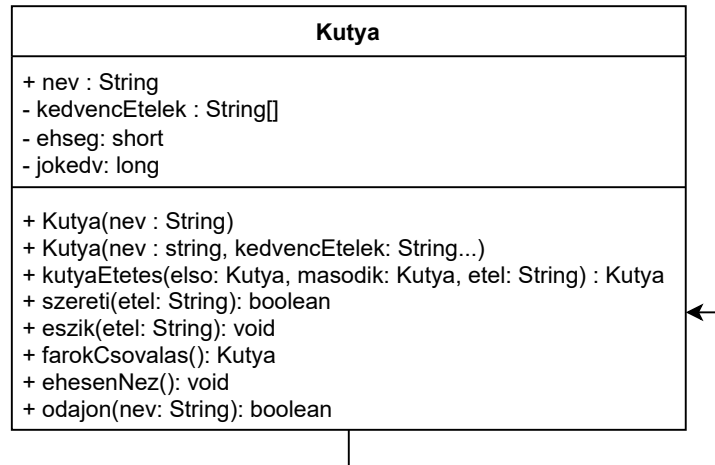 Kutya
+ nev : String
- kedvencEtelek : String[]
- ehseg: short
- jokedv: long
+ Kutya(nev : String)
+ Kutya(nev : string, kedvencEtelek: String...)
+ kutyaEtetes(elso: Kutya, masodik: Kutya, etel: String) : Kutya
+ szereti(etel: String): boolean
+ eszik(etel: String): void
+ farokCsovalas(): Kutya
+ ehesenNez(): void
+ odajon(nev: String): boolean